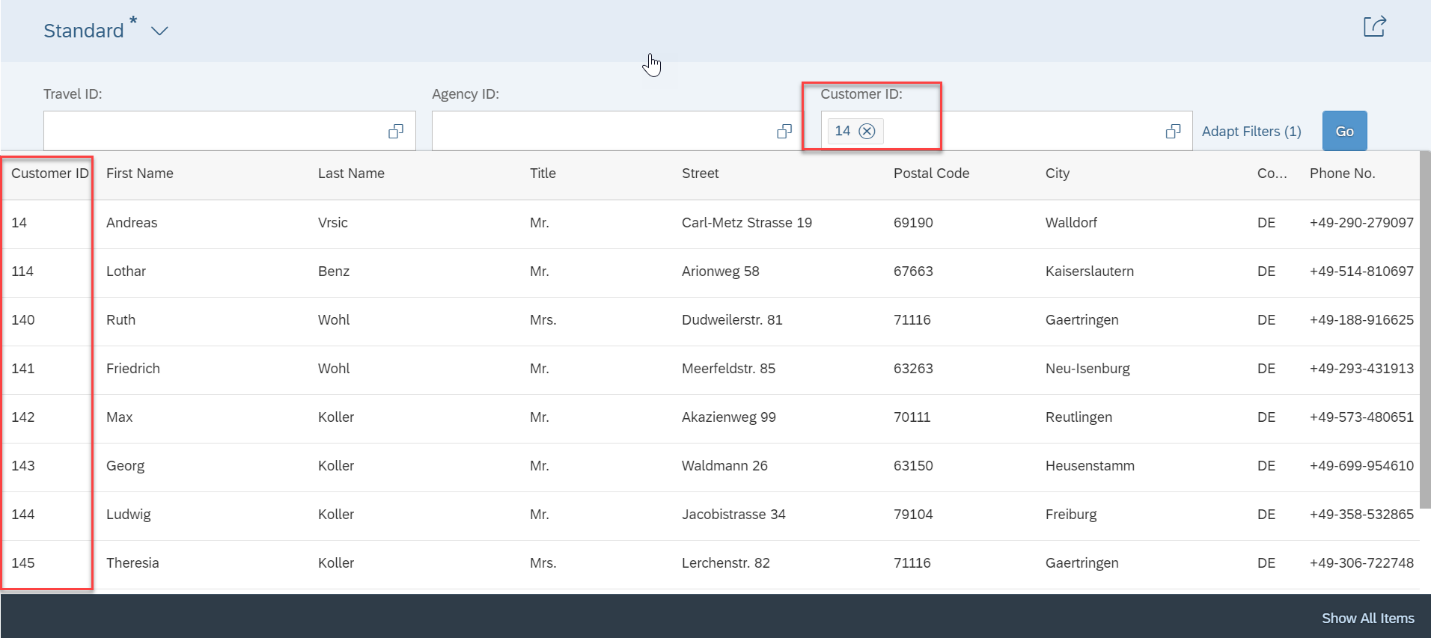 Standard *
Travel ID: Agency ID: Customer ID:
14 Adapt Filters (1) Go
Customer ID First Name Last Name Title Street Postal Code City Co... Phone No.
14 Andreas Vrsic Mr. Carl-Metz Strasse 19 69190 Walldorf DE +49-290-279097
114 Lothar Benz Mr. Arionweg 58 67663 Kaiserslautern DE +49-514-810697
140 Ruth Wohl Mrs. Dudweilerstr. 81 71116 Gaertringen DE +49-188-916625
141 Friedrich Wohl Mr. Meerfeldstr. 85 63263 Neu-Isenburg DE +49-293-431913
142 Max Koller Mr. Akazienweg 99 70111 Reutlingen DE +49-573-480651
143 Georg Koller Mr. Waldmann 26 63150 Heusenstamm DE +49-699-954610
144 Ludwig Koller Mr. Jacobistrasse 34 79104 Freiburg DE +49-358-532865
145 Theresia Koller Mrs. Lerchenstr. 82 71116 Gaertringen DE +49-306-722748
Show All Items